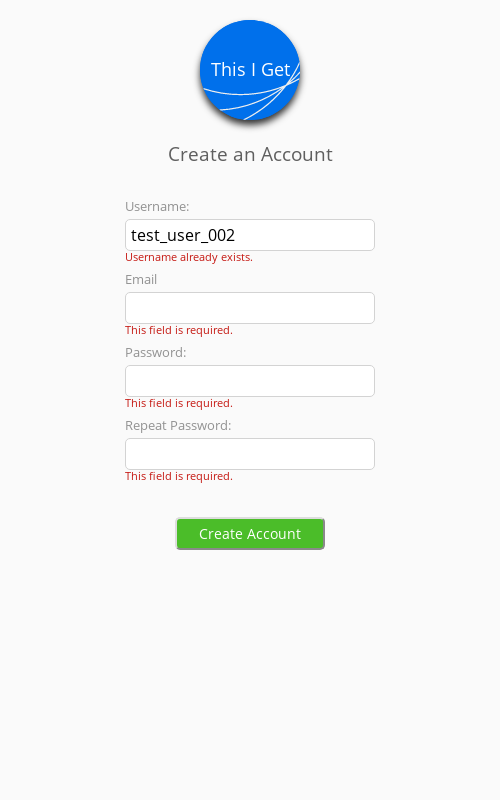 This I Get
Create an Account
Username:
test_user_002
Username already exists.
Email
This field is required.
Password:
This field is required.
Repeat Password:
This field is required.
Create Account